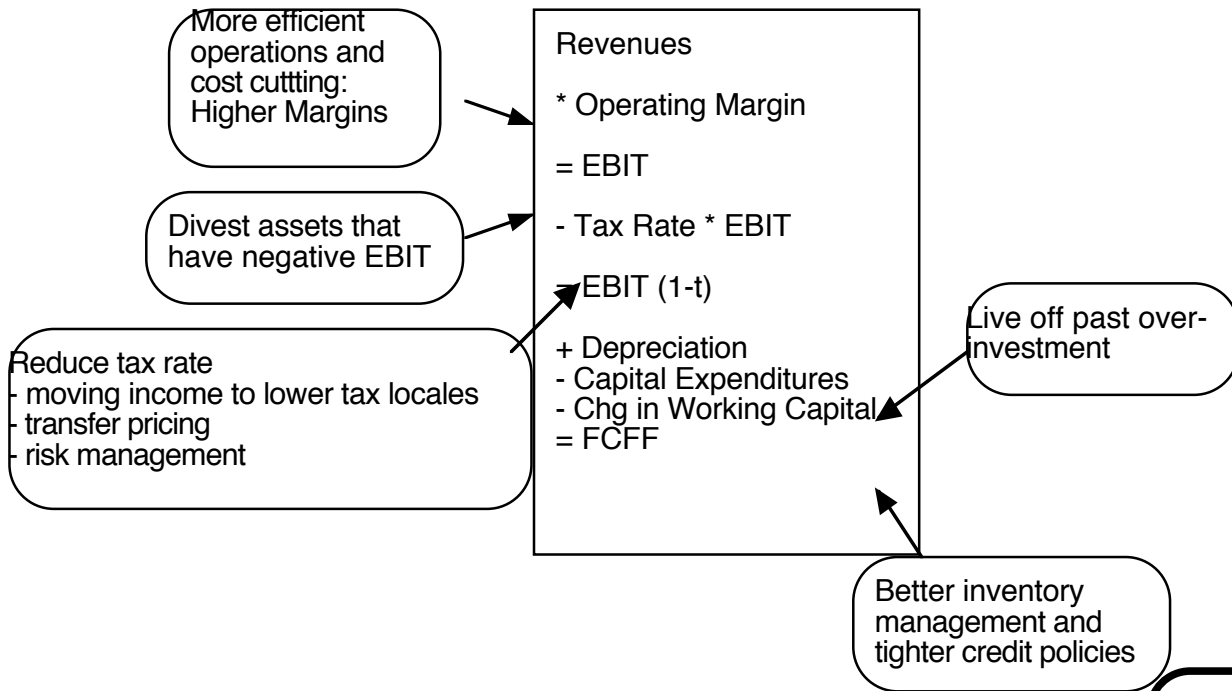 More efficient
operations and
cost cuttting:
Higher Margins
Divest assets that
have negative EBIT
Reduce tax rate
- moving income to lower tax locales
- transfer pricing
- risk management
Revenues
* Operating Margin
= EBIT
- Tax Rate * EBIT
= EBIT (1-t)
+ Depreciation
- Capital Expenditures
- Chg in Working Capital
= FCFF
Live off past over-
investment
Better inventory
management and
tighter credit policies